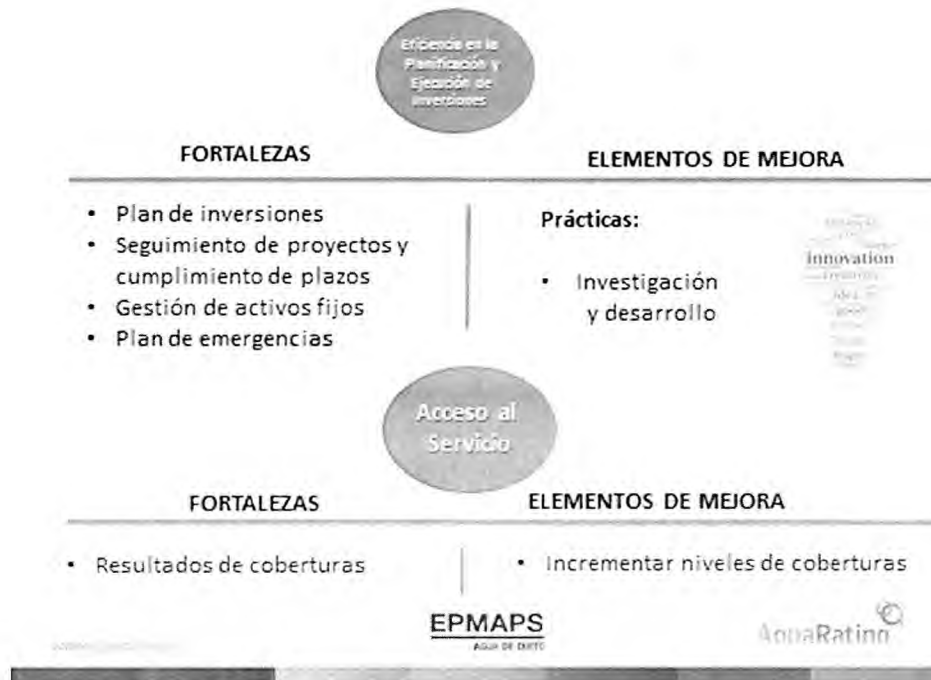 Eficiencia en la
Planificación y
Ejecución de
Inversiones
FORTALEZAS
ELEMENTOS DE MEJORA
• Plan de inversiones
• Seguimiento de proyectos y
cumplimiento de plazos
• Gestión de activos fijos
• Plan de emergencias
Prácticas:
• Investigación
y desarrollo
innovation
Acceso al
Servicio
FORTALEZAS
ELEMENTOS DE MEJORA
• Resultados de coberturas
• Incrementar niveles de coberturas
EPMAPS
AGUA DE QUITO
AquaRating